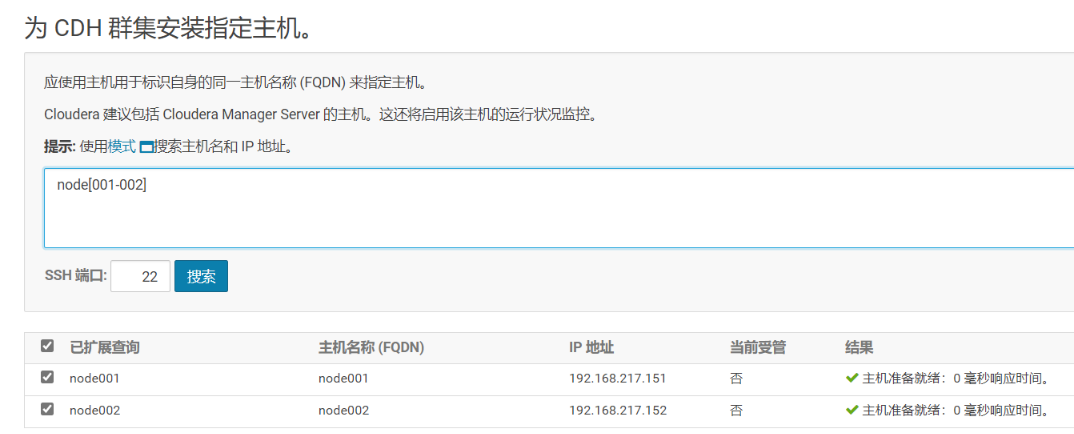 为 CDH 群集安装指定主机。
应使用主机用于标识自身的同一主机名称 (FQDN) 来指定主机。
Cloudera 建议包括 Cloudera Manager Server 的主机。这还将启用该主机的运行状况监控。
提示: 使用模式 搜索主机名和 IP 地址。
node[001-002]
SSH 端口: 22 搜索
已扩展查询 主机名称 (FQDN) IP 地址 当前受管 结果
node001 node001 192.168.217.151 否 主机准备就绪：0 毫秒响应时间。
node002 node002 192.168.217.152 否 主机准备就绪：0 毫秒响应时间。